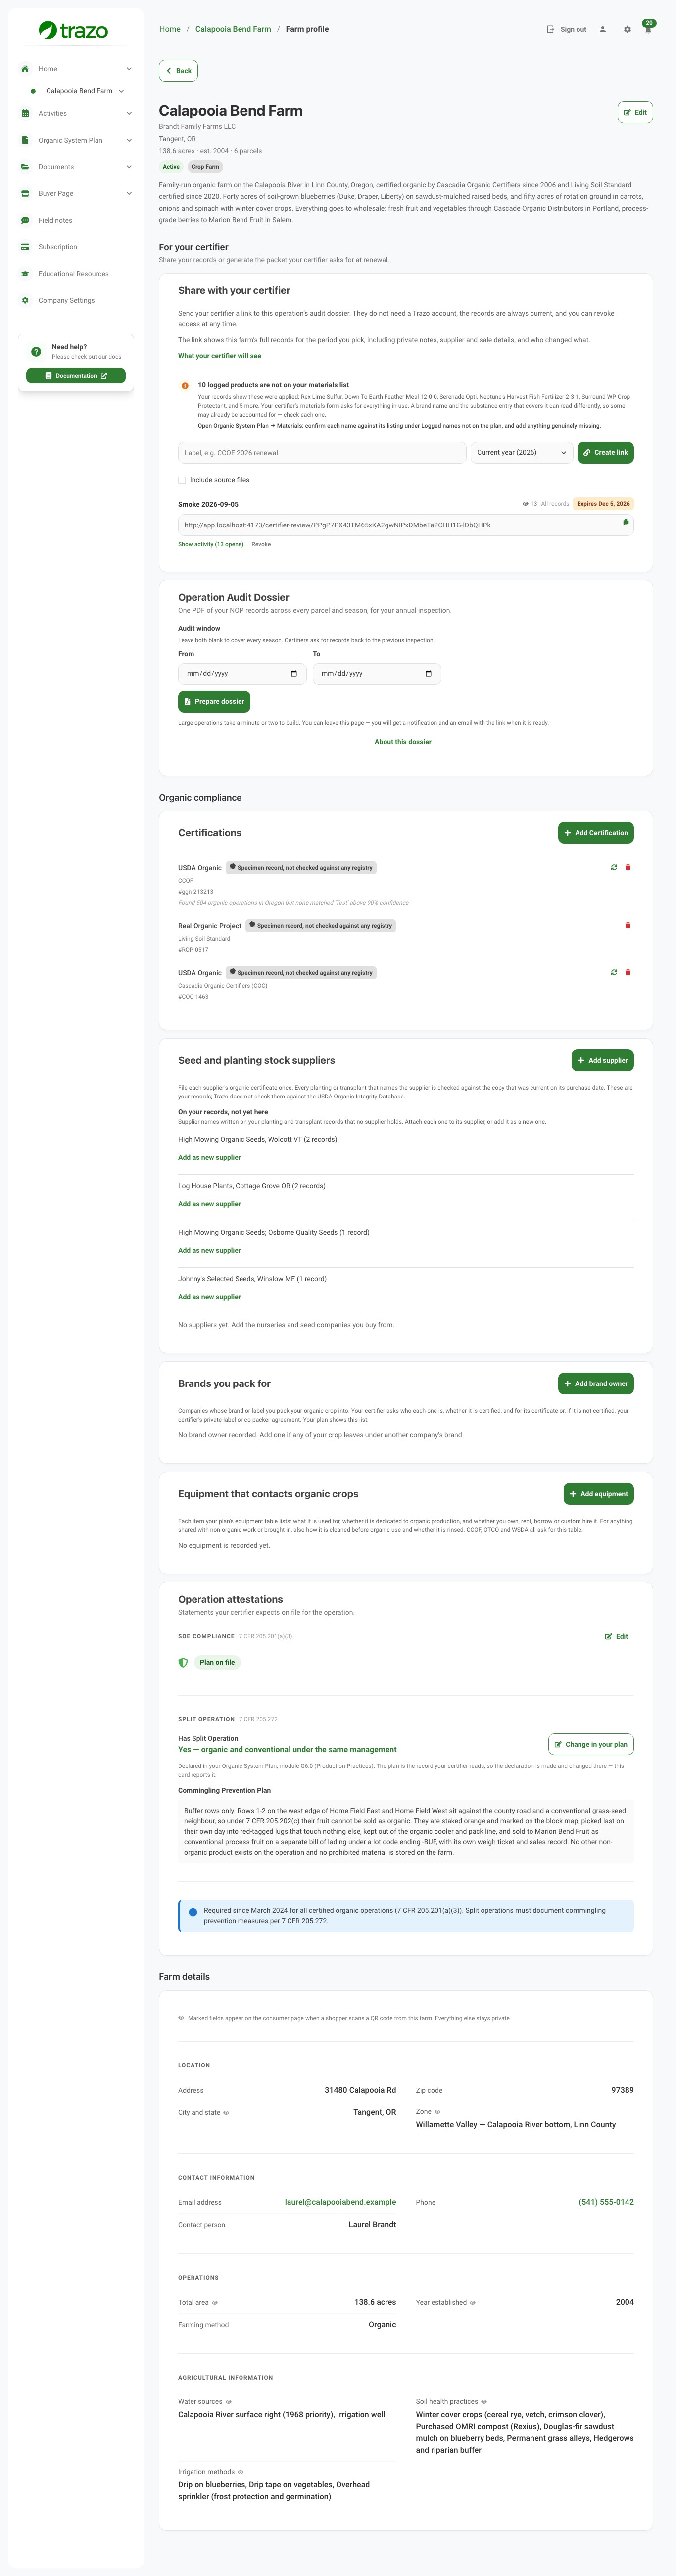 trazo
Home
Calapooia Bend Farm
Activities
Organic System Plan
Documents
Buyer Page
Field notes
Subscription
Educational Resources
Company Settings
Need help?
Please check out our docs
Documentation
Home / Calapooia Bend Farm / Farm profile
Sign out
20
Back
Calapooia Bend Farm
Edit
Brandt Family Farms LLC
Tangent, OR
138.6 acres · est. 2004 · 6 parcels
Active Crop Farm
Family-run organic farm on the Calapooia River in Linn County, Oregon, certified organic by Cascadia Organic Certifiers since 2006 and Living Soil Standard
certified since 2020. Forty acres of soil-grown blueberries (Duke, Draper, Liberty) on sawdust-mulched raised beds, and fifty acres of rotation ground in carrots,
onions and spinach with winter cover crops. Everything goes to wholesale: fresh fruit and vegetables through Cascade Organic Distributors in Portland, process-
grade berries to Marion Bend Fruit in Salem.
For your certifier
Share your records or generate the packet your certifier asks for at renewal.
Share with your certifier
Send your certifier a link to this operation's audit dossier. They do not need a Trazo account, the records are always current, and you can revoke
access at any time.
The link shows this farm's full records for the period you pick, including private notes, supplier and sale details, and who changed what.
What your certifier will see
10 logged products are not on your materials list
Your records show these were applied: Rex Lime Sulfur, Down To Earth Feather Meal 12-0-0, Serenade Opti, Neptune's Harvest Fish Fertilizer 2-3-1, Surround WP Crop
Protectant, and 5 more. Your certifier's materials form asks for everything in use. A brand name and the substance entry that covers it can read differently, so some
may already be accounted for — check each one.
Open Organic System Plan → Materials: confirm each name against its listing under Logged names not on the plan, and add anything genuinely missing.
Label, e.g. CCOF 2026 renewal
Current year (2026)
Create link
Include source files
Smoke 2026-09-05
13 All records Expires Dec 5, 2026
http://app.localhost:4173/certifier-review/PPgP7PX43TM65xKA2gwNIPxDMbeTa2CHH1G-IDbQHPk
Show activity (13 opens) Revoke
Operation Audit Dossier
One PDF of your NOP records across every parcel and season, for your annual inspection.
Audit window
Leave both blank to cover every season. Certifiers ask for records back to the previous inspection.
From To
mm/dd/yyyy mm/dd/yyyy
Prepare dossier
Large operations take a minute or two to build. You can leave this page — you will get a notification and an email with the link when it is ready.
About this dossier
Organic compliance
Certifications
Add Certification
USDA Organic Specimen record, not checked against any registry
CCOF
#ggn-213213
Found 504 organic operations in Oregon but none matched 'Test' above 90% confidence
Real Organic Project Specimen record, not checked against any registry
Living Soil Standard
#ROP-0517
USDA Organic Specimen record, not checked against any registry
Cascadia Organic Certifiers (COC)
#COC-1463
Seed and planting stock suppliers
Add supplier
File each supplier's organic certificate once. Every planting or transplant that names the supplier is checked against the copy that was current on its purchase date. These are
your records; Trazo does not check them against the USDA Organic Integrity Database.
On your records, not yet here
Supplier names written on your planting and transplant records that no supplier holds. Attach each one to its supplier, or add it as a new one.
High Mowing Organic Seeds, Wolcott VT (2 records)
Add as new supplier
Log House Plants, Cottage Grove OR (2 records)
Add as new supplier
High Mowing Organic Seeds; Osborne Quality Seeds (1 record)
Add as new supplier
Johnny's Selected Seeds, Winslow ME (1 record)
Add as new supplier
No suppliers yet. Add the nurseries and seed companies you buy from.
Brands you pack for
Add brand owner
Companies whose brand or label you pack your organic crop into. Your certifier asks who each one is, whether it is certified, and for its certificate or, if it is not certified, your
certifier's private-label or co-packer agreement. Your plan shows this list.
No brand owner recorded. Add one if any of your crop leaves under another company's brand.
Equipment that contacts organic crops
Add equipment
Each item your plan's equipment table lists: what it is used for, whether it is dedicated to organic production, and whether you own, rent, borrow or custom hire it. For anything
shared with non-organic work or brought in, also how it is cleaned before organic use and whether it is rinsed. CCOF, OTCO and WSDA all ask for this table.
No equipment is recorded yet.
Operation attestations
Statements your certifier expects on file for the operation.
SOE COMPLIANCE 7 CFR 205.201(a)(3)
Edit
Plan on file
SPLIT OPERATION 7 CFR 205.272
Has Split Operation
Yes — organic and conventional under the same management
Change in your plan
Declared in your Organic System Plan, module G6.0 (Production Practices). The plan is the record your certifier reads, so the declaration is made and changed there — this
card reports it.
Commingling Prevention Plan
Buffer rows only. Rows 1-2 on the west edge of Home Field East and Home Field West sit against the county road and a conventional grass-seed
neighbour, so under 7 CFR 205.202(c) their fruit cannot be sold as organic. They are staked orange and marked on the block map, picked last on
their own day into red-tagged lugs that touch nothing else, kept out of the organic cooler and pack line, and sold to Marion Bend Fruit as
conventional process fruit on a separate bill of lading under a lot code ending -BUF, with its own weigh ticket and sales record. No other non-
organic product exists on the operation and no prohibited material is stored on the farm.
Required since March 2024 for all certified organic operations (7 CFR 205.201(a)(3)). Split operations must document commingling
prevention measures per 7 CFR 205.272.
Farm details
Marked fields appear on the consumer page when a shopper scans a QR code from this farm. Everything else stays private.
LOCATION
Address 31480 Calapooia Rd
Zip code 97389
City and state Tangent, OR
Zone
Willamette Valley — Calapooia River bottom, Linn County
CONTACT INFORMATION
Email address laurel@calapooiabend.example
Phone (541) 555-0142
Contact person Laurel Brandt
OPERATIONS
Total area 138.6 acres
Year established 2004
Farming method Organic
AGRICULTURAL INFORMATION
Water sources
Calapooia River surface right (1968 priority), Irrigation well
Soil health practices
Winter cover crops (cereal rye, vetch, crimson clover),
Purchased OMRI compost (Rexius), Douglas-fir sawdust
mulch on blueberry beds, Permanent grass alleys, Hedgerows
and riparian buffer
Irrigation methods
Drip on blueberries, Drip tape on vegetables, Overhead
sprinkler (frost protection and germination)